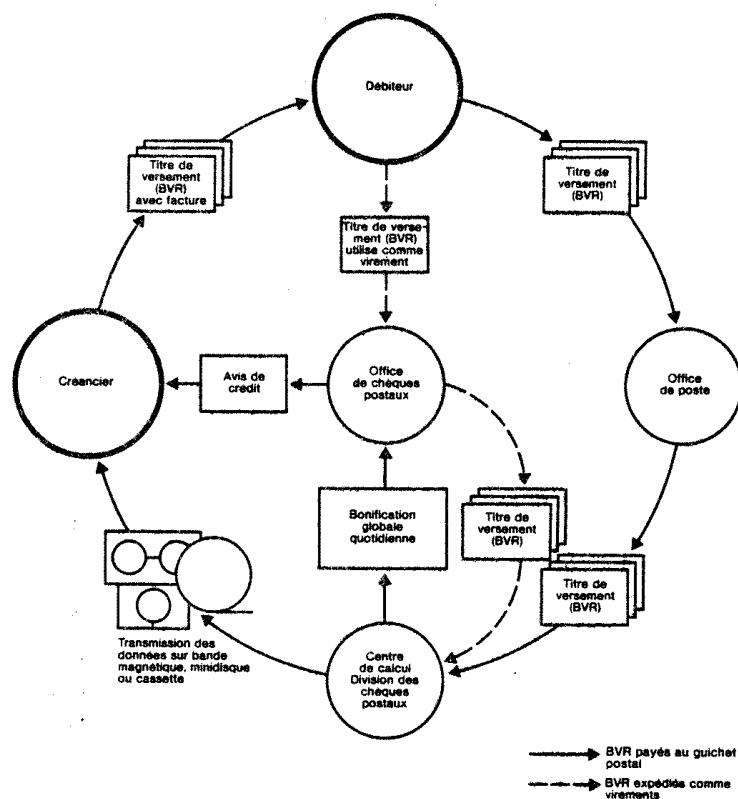 Débiteur
Titre de
versement
(BVR)
avec facture
Titre de
versement
(BVR)
Titre de verse-
ment (BVR)
utilise comme
virement
Créancier
Avis de
crédit
Office
de chèques
postaux
Office
de poste
Bonification
globale
quotidienne
Titre de
versement
(BVR)
Titre de
versement
(BVR)
Transmission des
données sur bande
magnétique, minidisque
ou cassette
Centre
de calcul
Division des
chèques
postaux
BVR payés au guichet
postal
BVR expédiés comme
virements